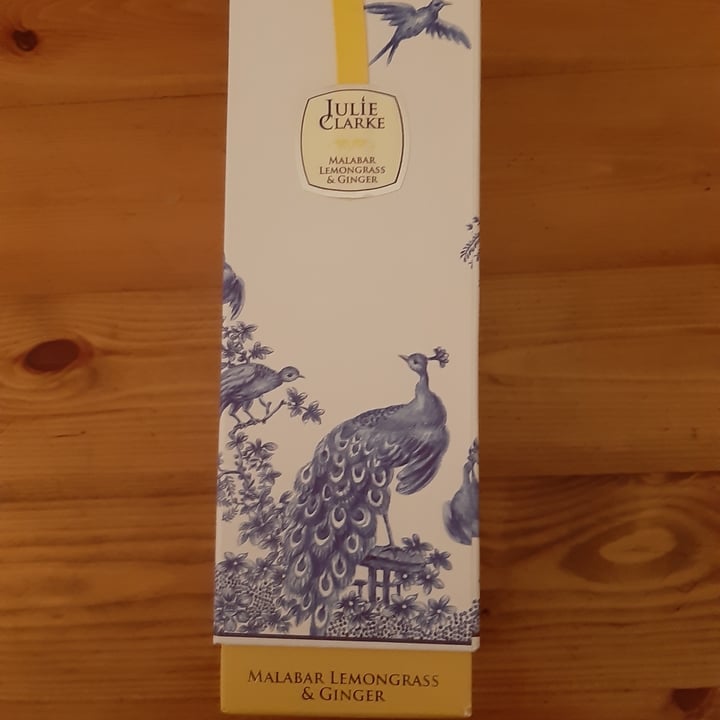 JULIE
CLARKE
MALABAR
LEMONGRASS
& GINGER
MALABAR LEMONGRASS
& GINGER